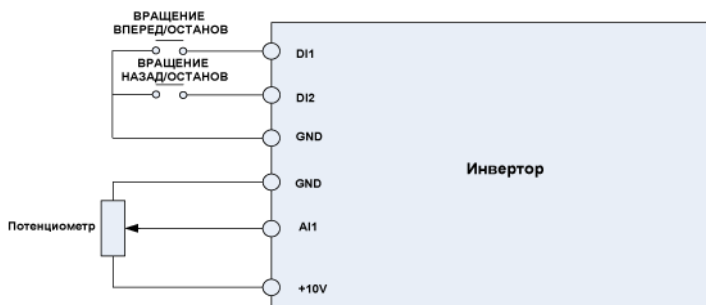 ВРАЩЕНИЕ
ВПЕРЕД/ОСТАНОВ
DI1
ВРАЩЕНИЕ
НАЗАД/ОСТАНОВ
DI2
GND
Инвертор
GND
Потенциометр
AI1
+10V